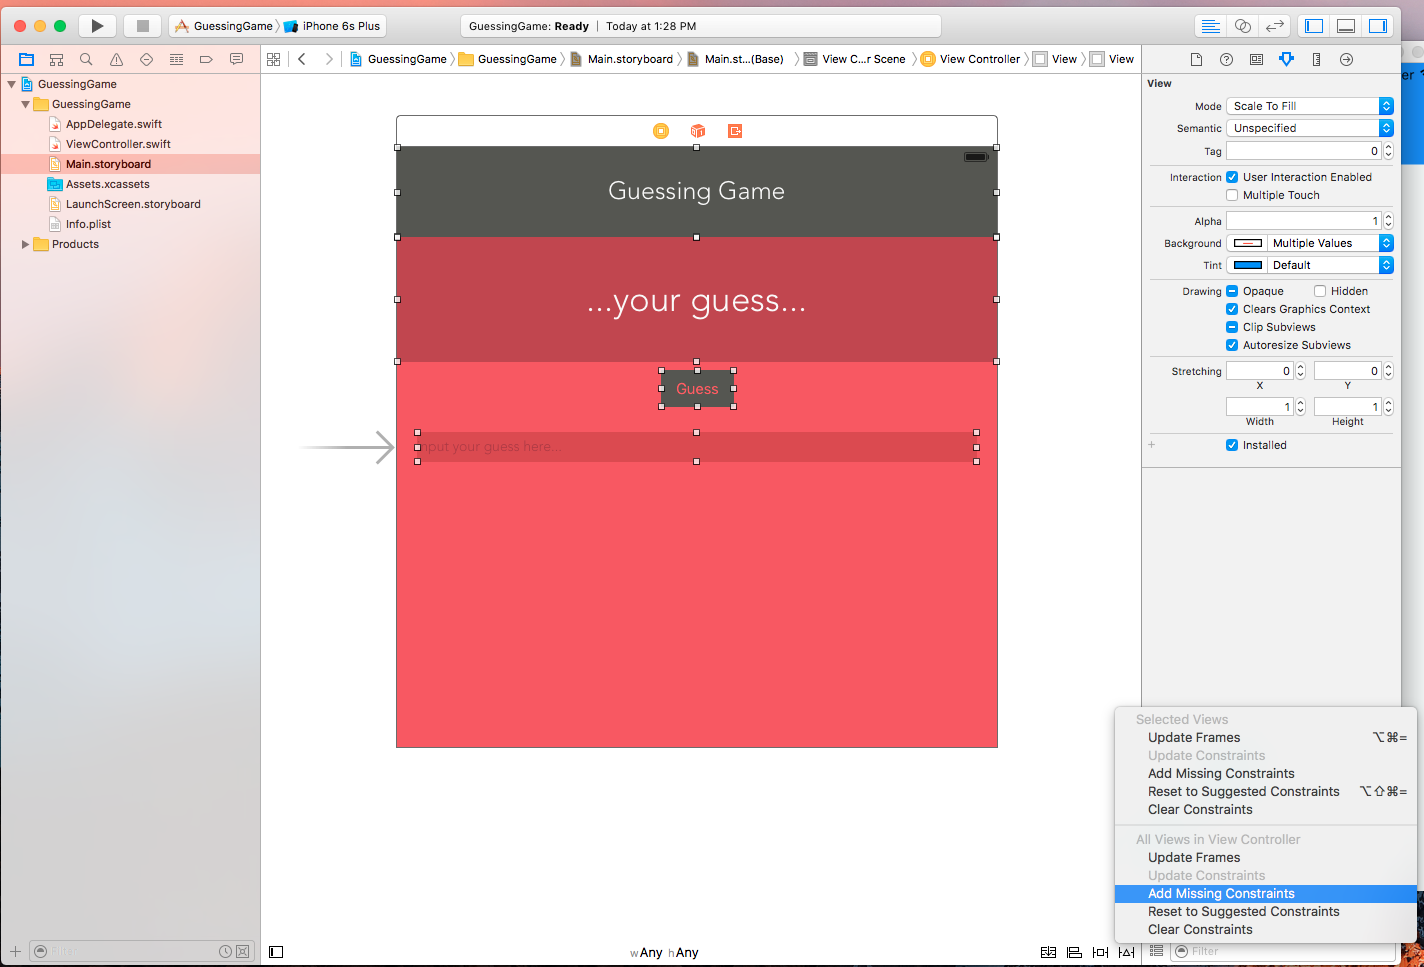 GuessingGame iPhone 6s Plus GuessingGame: Ready Today at 1:28 PM
GuessingGame GuessingGame Main.storyboard Main.st...(Base) View C...r Scene View Controller View View
GuessingGame
GuessingGame
AppDelegate.swift
ViewController.swift
Main.storyboard
Assets.xcassets
LaunchScreen.storyboard
Info.plist
Products
Guessing Game
...your guess...
Guess
nput your guess here...
View
Mode Scale To Fill
Semantic Unspecified
Tag 0
Interaction User Interaction Enabled
Multiple Touch
Alpha 1
Background Multiple Values
Tint Default
Drawing Opaque Hidden
Clears Graphics Context
Clip Subviews
Autoresize Subviews
Stretching 0 0
X Y
1 1
Width Height
+ Installed
er
Selected Views
Update Frames ⌥⌘=
Update Constraints
Add Missing Constraints
Reset to Suggested Constraints ⌥⇧⌘=
Clear Constraints
All Views in View Controller
Update Frames
Update Constraints
Add Missing Constraints
Reset to Suggested Constraints
Clear Constraints
Filter
wAny hAny
Filter